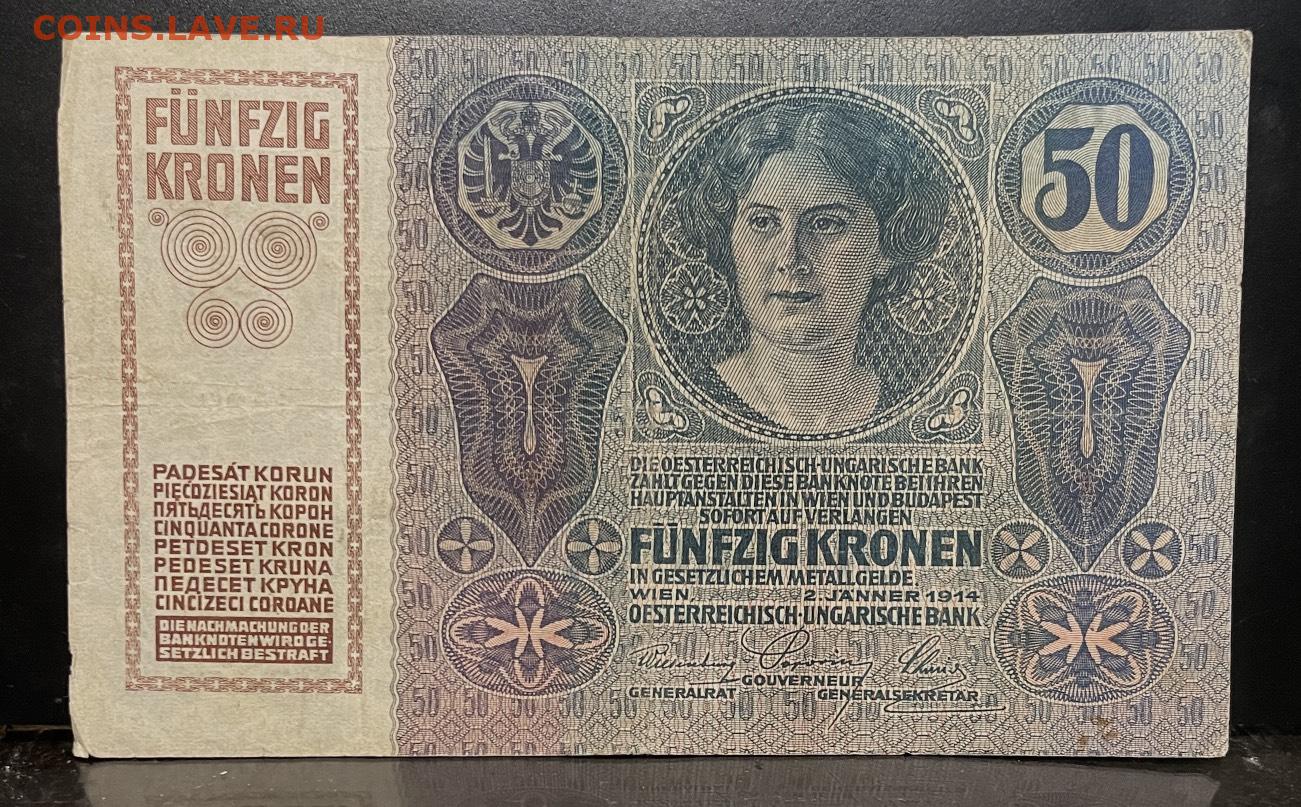 COINS.LAVE.RU
FÜNFZIG
KRONEN
PADESÁT KORUN
PIĘĆDZIESIĄT KORON
ПЯТЬДЕСЯТЬ КОРОН
CINQUANTA CORONE
PETDESET KRON
PEDESET KRUNA
ПЕДЕСЕТ КРУНА
CINCIZECI COROANE
DIE NACHMACHUNG DER
BANKNOTEN WIRD GE-
SETZLICH BESTRAFT
50
DIE OESTERREICHISCH-UNGARISCHE BANK
ZAHLT GEGEN DIESE BANKNOTE BEI IHREN
HAUPTANSTALTEN IN WIEN UND BUDAPEST
SOFORT AUF VERLANGEN
FÜNFZIG KRONEN
IN GESETZLICHEM METALLGELDE.
WIEN, 2. JÄNNER 1914
OESTERREICHISCH-UNGARISCHE BANK
GOUVERNEUR
GENERALRAT GENERALSEKRETÄR